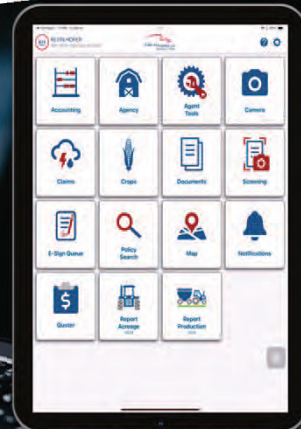 KEVIN HOFER
Accounting
Agency
Agent
Tools
Camera
Claims
Crops
Documents
Screening
E-Sign Queue
Policy
Search
Map
Notifications
Quoter
Report
Acreage
Report
Production